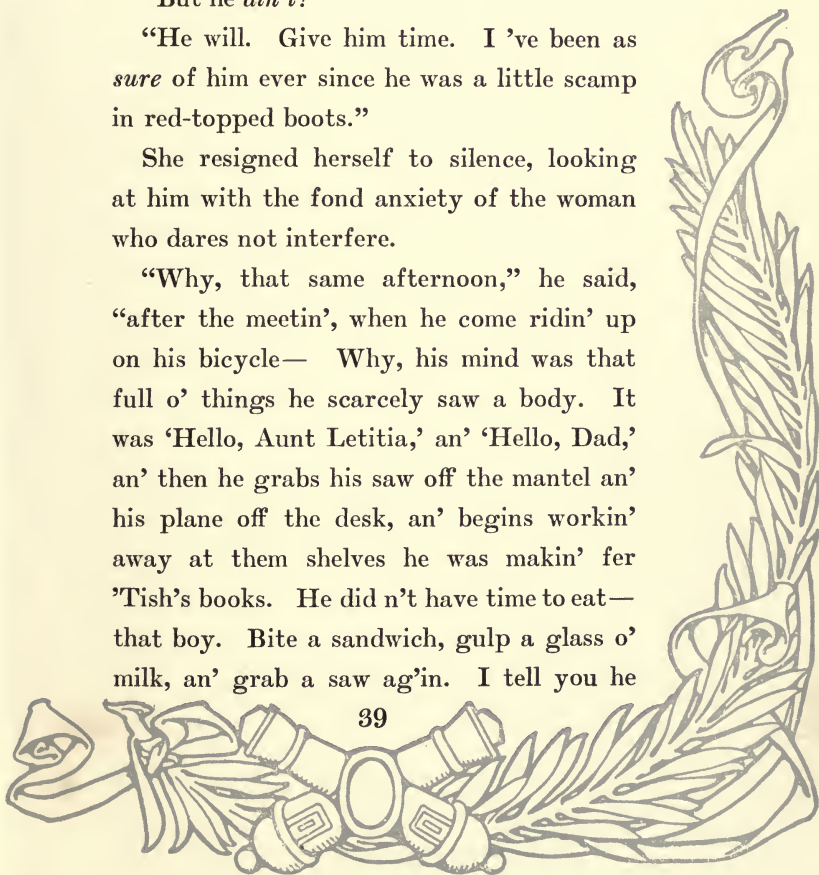 "But he ain't!
"He will. Give him time. I 've been as
sure of him ever since he was a little scamp
in red-topped boots."
She resigned herself to silence, looking
at him with the fond anxiety of the woman
who dares not interfere.
"Why, that same afternoon," he said,
"after the meetin', when he come ridin' up
on his bicycle— Why, his mind was that
full o' things he scarcely saw a body. It
was 'Hello, Aunt Letitia,' an' 'Hello, Dad,'
an' then he grabs his saw off the mantel an'
his plane off the desk, an' begins workin'
away at them shelves he was makin' fer
'Tish's books. He did n't have time to eat—
that boy. Bite a sandwich, gulp a glass o'
milk, an' grab a saw ag'in. I tell you he
39